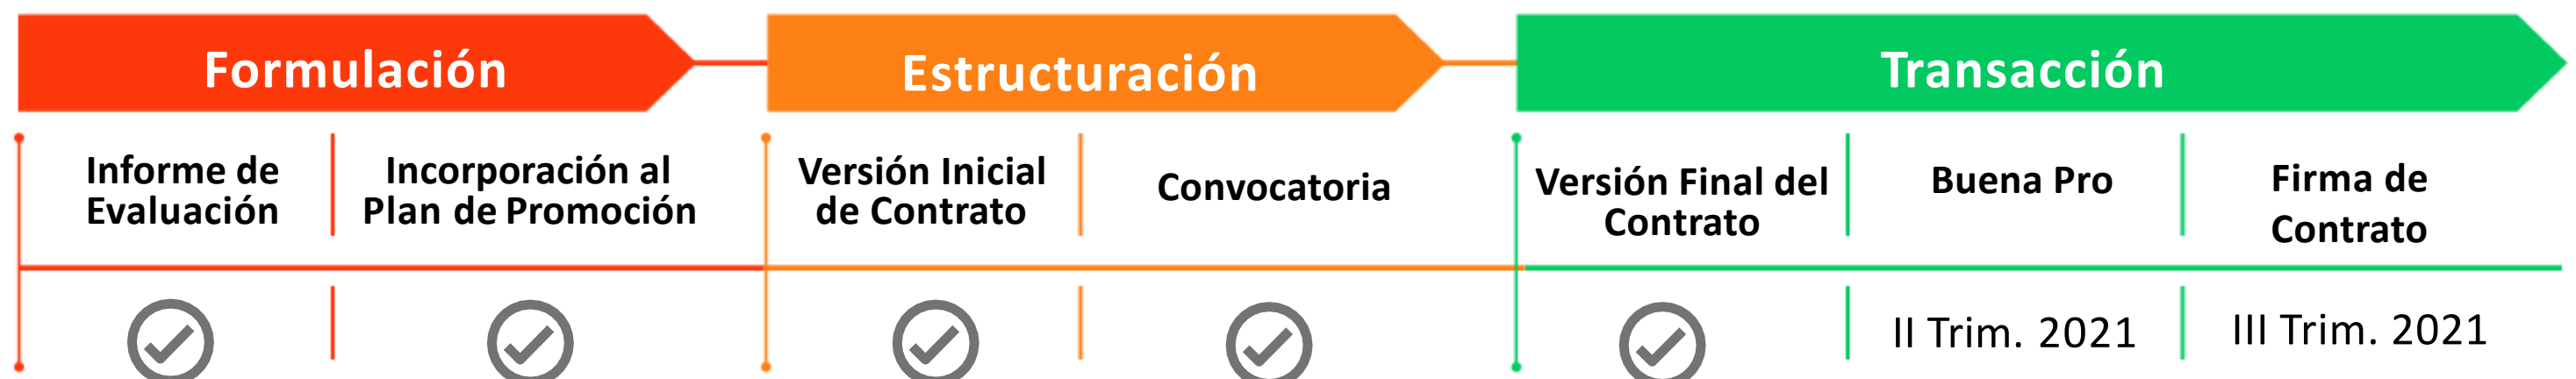 Formulación
Estructuración
Transacción
Informe de
Evaluación
Incorporación al
Plan de Promoción
Versión Inicial
de Contrato
Convocatoria
Versión Final del
Contrato
Buena Pro
Firma de
Contrato
II Trim. 2021
III Trim. 2021